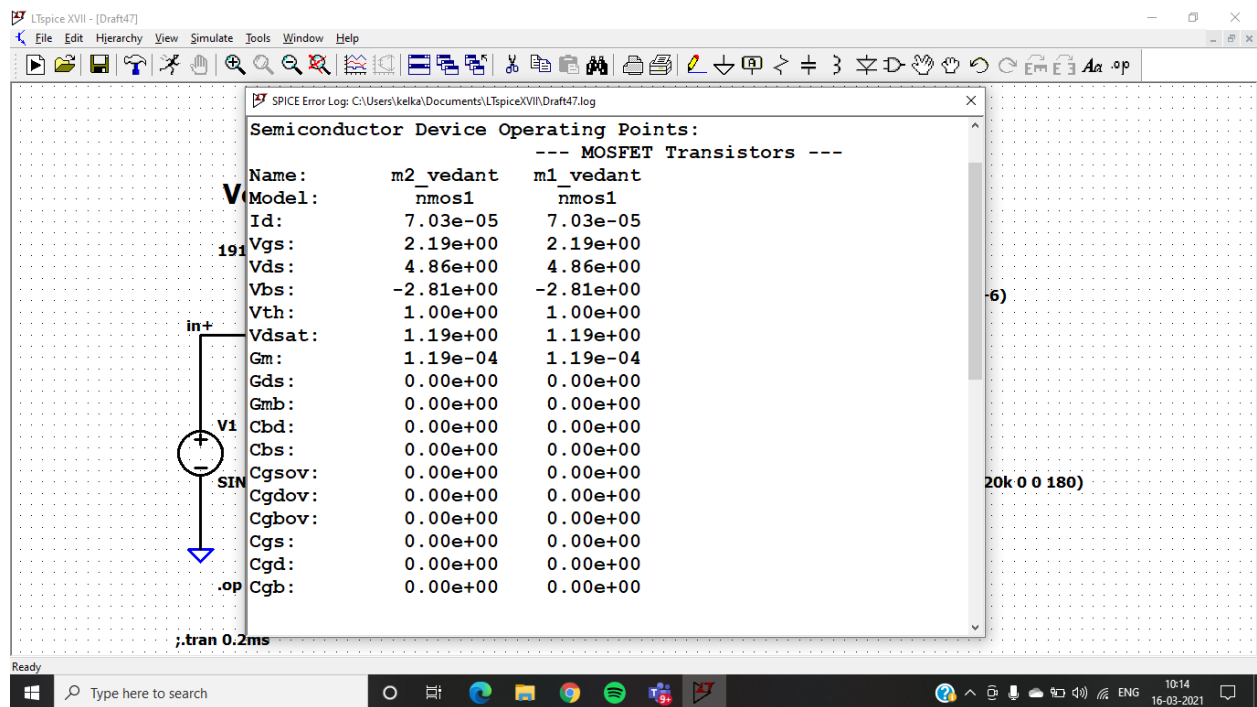 LTspice XVII - [Draft47]
File Edit Hierarchy View Simulate Tools Window Help
Aa .op
SPICE Error Log: C:\Users\kelka\Documents\LTspiceXVII\Draft47.log
Semiconductor Device Operating Points:
--- MOSFET Transistors ---
Name: m2_vedant m1_vedant
Model: nmos1 nmos1
Id: 7.03e-05 7.03e-05
Vgs: 2.19e+00 2.19e+00
Vds: 4.86e+00 4.86e+00
Vbs: -2.81e+00 -2.81e+00
Vth: 1.00e+00 1.00e+00
Vdsat: 1.19e+00 1.19e+00
Gm: 1.19e-04 1.19e-04
Gds: 0.00e+00 0.00e+00
Gmb: 0.00e+00 0.00e+00
Cbd: 0.00e+00 0.00e+00
Cbs: 0.00e+00 0.00e+00
Cgsov: 0.00e+00 0.00e+00
Cgdov: 0.00e+00 0.00e+00
Cgbov: 0.00e+00 0.00e+00
Cgs: 0.00e+00 0.00e+00
Cgd: 0.00e+00 0.00e+00
Cgb: 0.00e+00 0.00e+00
191
-6)
in+
V1
SIN
20k 0 0 180)
.op
;.tran 0.2ms
Ready
Type here to search
9+
ENG
10:14
16-03-2021